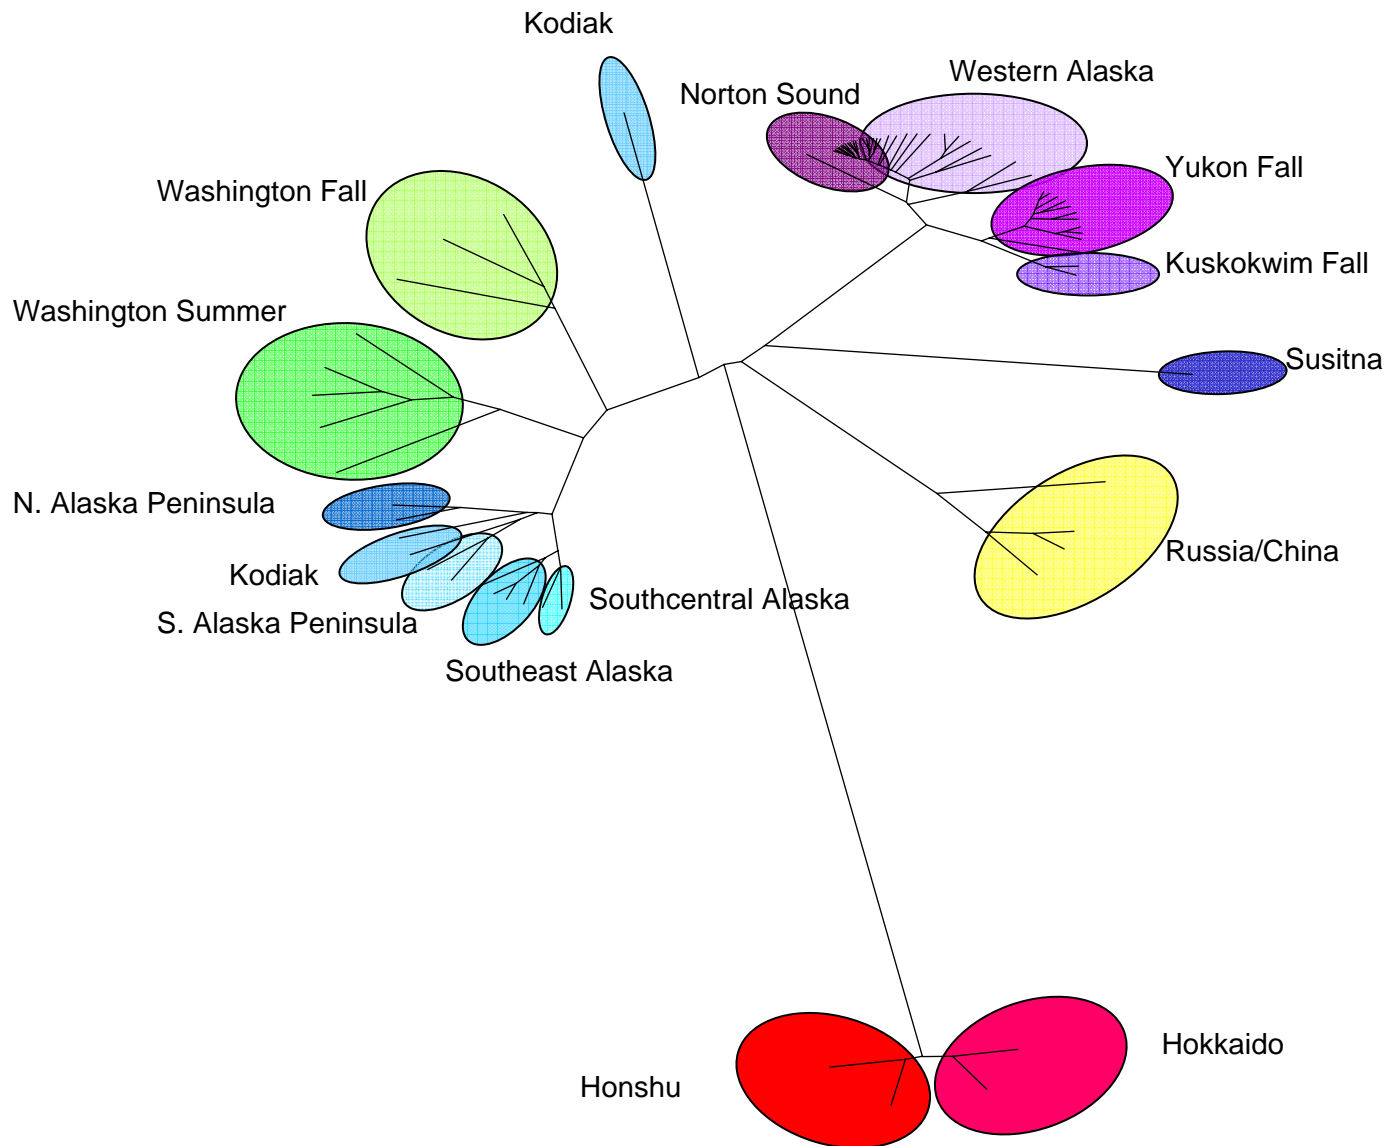 Kodiak
Western Alaska
Norton Sound
Yukon Fall
Washington Fall
Kuskokwim Fall
Washington Summer
Susitna
N. Alaska Peninsula
Russia/China
Kodiak
Southcentral Alaska
S. Alaska Peninsula
Southeast Alaska
Hokkaido
Honshu